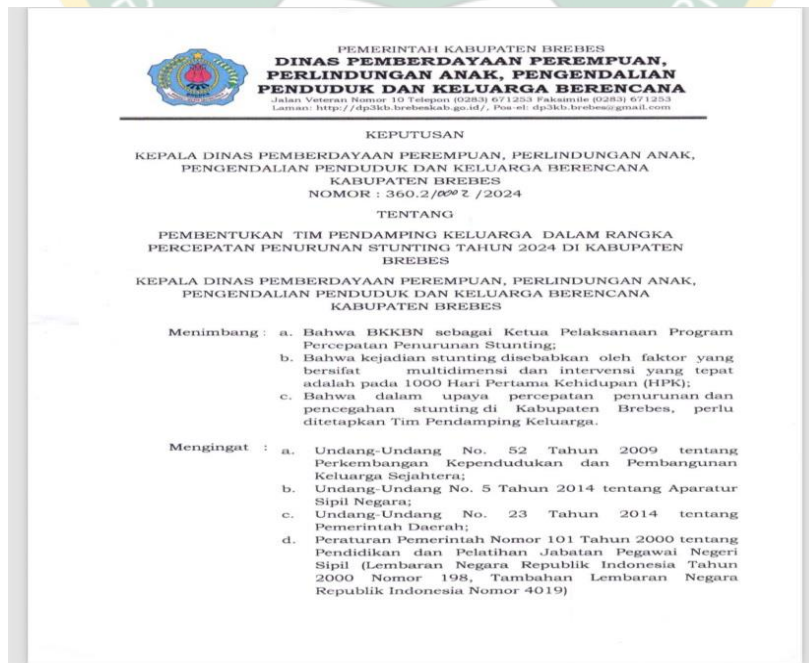 PEMERINTAH KABUPATEN BREBES
DINAS PEMBERDAYAAN PEREMPUAN,
PERLINDUNGAN ANAK, PENGENDALIAN
PENDUDUK DAN KELUARGA BERENCANA
Jalan Veteran Nomor 10 Telepon (0283) 671253 Faksimile (0283) 671253
Laman: http://dp3kb.brebeskab.go.id/, Pos-el: dp3kb.brebes@gmail.com
KEPUTUSAN
KEPALA DINAS PEMBERDAYAAN PEREMPUAN, PERLINDUNGAN ANAK,
PENGENDALIAN PENDUDUK DAN KELUARGA BERENCANA
KABUPATEN BREBES
NOMOR : 360.2/0002 /2024
TENTANG
PEMBENTUKAN TIM PENDAMPING KELUARGA DALAM RANGKA
PERCEPATAN PENURUNAN STUNTING TAHUN 2024 DI KABUPATEN
BREBES
KEPALA DINAS PEMBERDAYAAN PEREMPUAN, PERLINDUNGAN ANAK,
PENGENDALIAN PENDUDUK DAN KELUARGA BERENCANA
KABUPATEN BREBES
Menimbang : a. Bahwa BKKBN sebagai Ketua Pelaksanaan Program
Percepatan Penurunan Stunting;
b. Bahwa kejadian stunting disebabkan oleh faktor yang
bersifat multidimensi dan intervensi yang tepat
adalah pada 1000 Hari Pertama Kehidupan (HPK);
c. Bahwa dalam upaya percepatan penurunan dan
pencegahan stunting di Kabupaten Brebes, perlu
ditetapkan Tim Pendamping Keluarga.
Mengingat : a. Undang-Undang No. 52 Tahun 2009 tentang
Perkembangan Kependudukan dan Pembangunan
Keluarga Sejahtera;
b. Undang-Undang No. 5 Tahun 2014 tentang Aparatur
Sipil Negara;
c. Undang-Undang No. 23 Tahun 2014 tentang
Pemerintah Daerah;
d. Peraturan Pemerintah Nomor 101 Tahun 2000 tentang
Pendidikan dan Pelatihan Jabatan Pegawai Negeri
Sipil (Lembaran Negara Republik Indonesia Tahun
2000 Nomor 198, Tambahan Lembaran Negara
Republik Indonesia Nomor 4019)